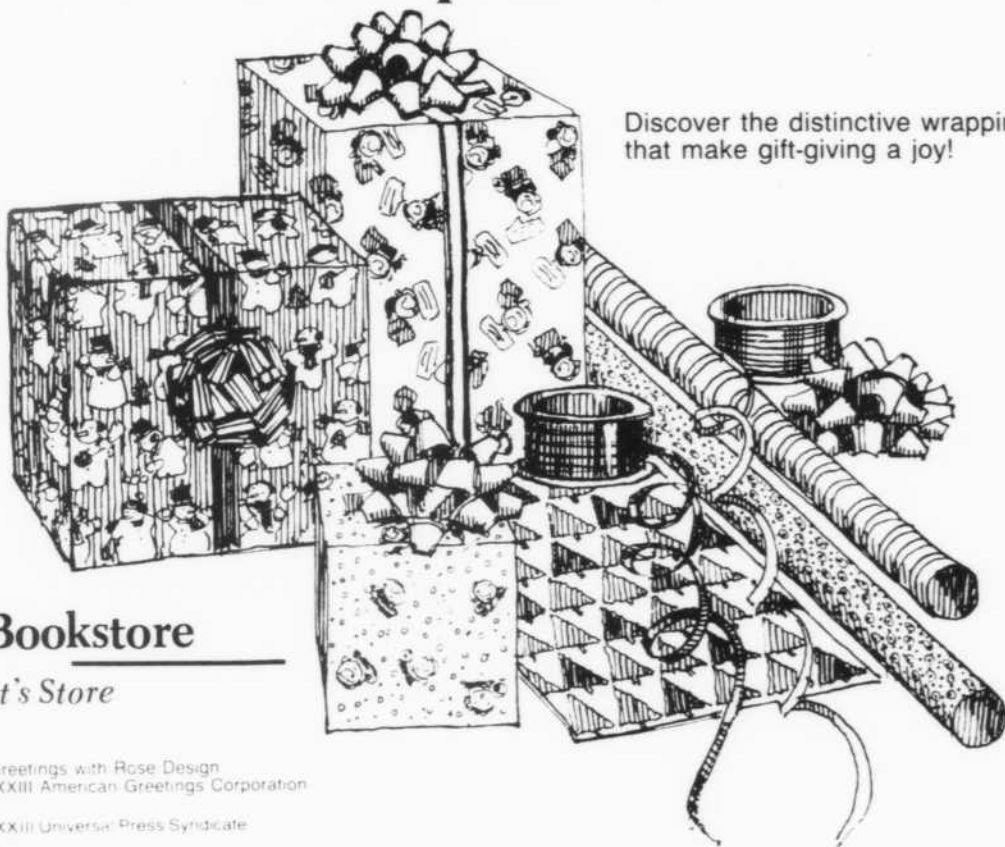 Discover the distinctive wrappin
that make gift-giving a joy!
Bookstore
t's Store
reetings with Rose Design
XXIII American Greetings Corporation
XXIII Universal Press Syndicate